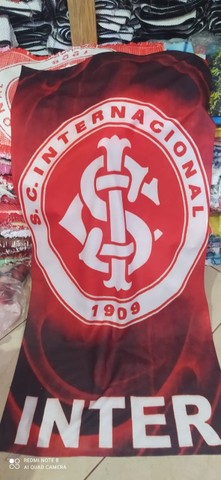 S.C. INTERNACIONAL
1909
INTER
REDMI NOTE 8
AI QUAD CAMERA